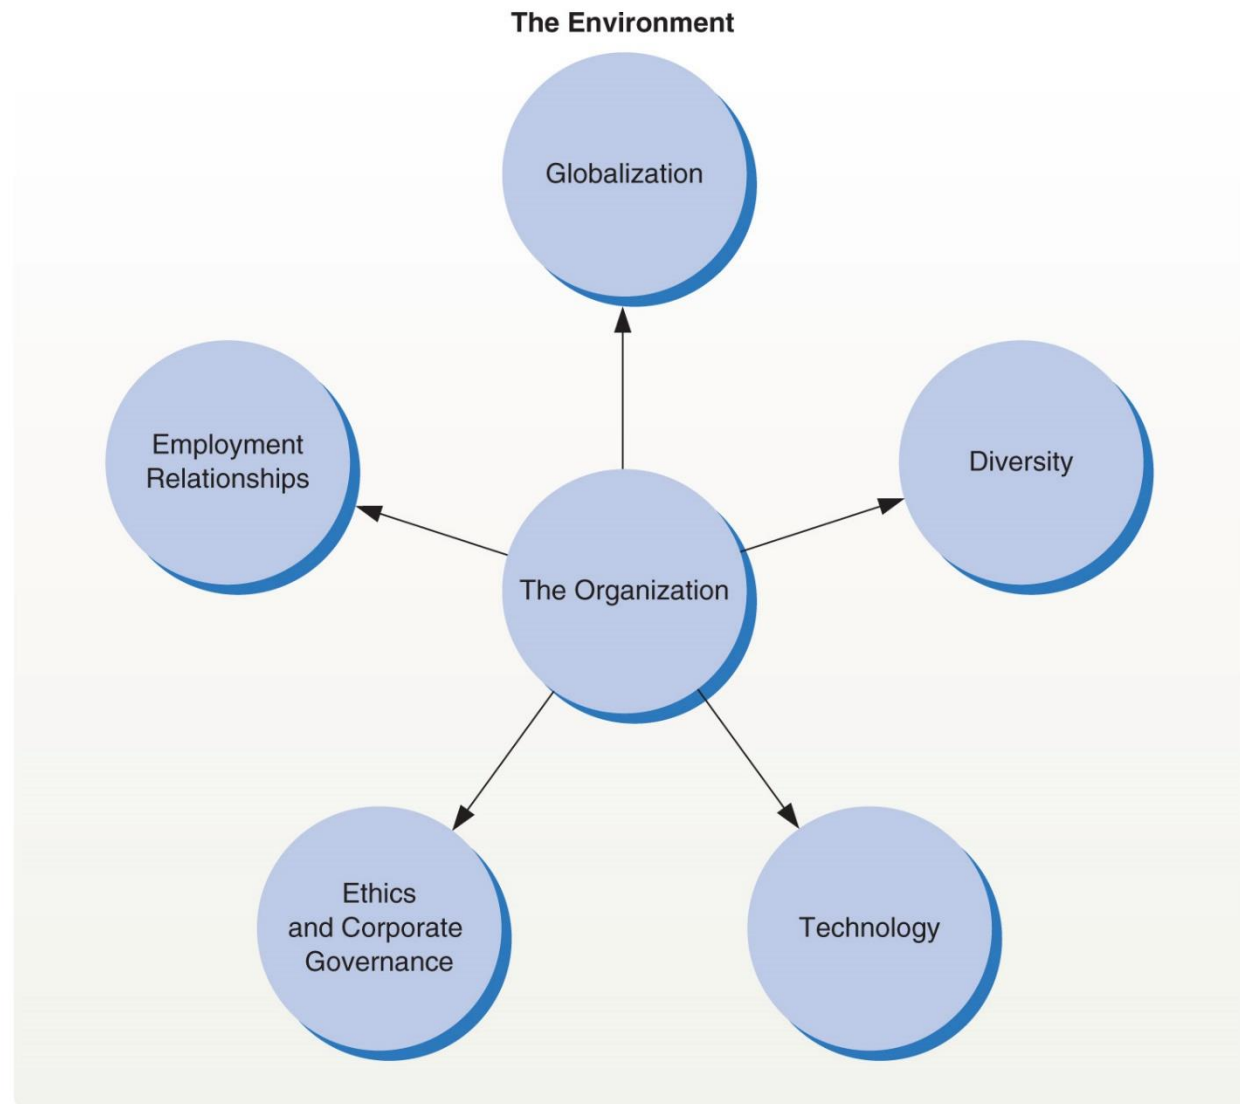 The Environment
Globalization
Employment
Relationships
Diversity
The Organization
Ethics
and Corporate
Governance
Technology